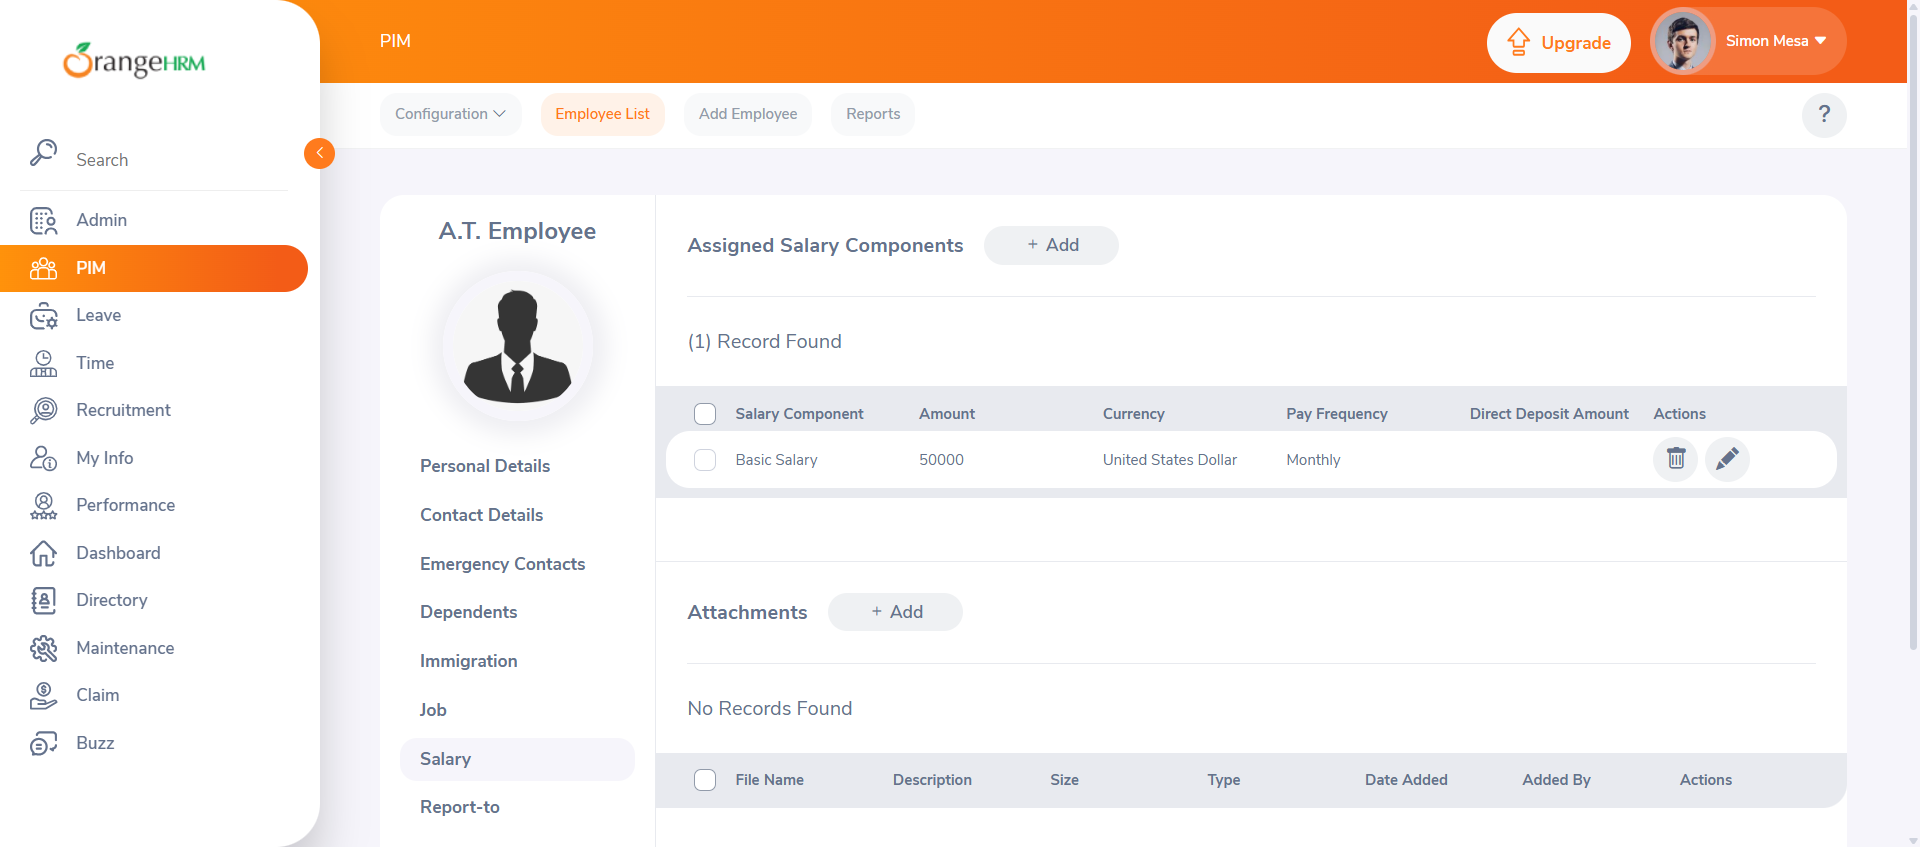 OrangeHRM
PIM
Upgrade
Simon Mesa
Configuration
Employee List
Add Employee
Reports
?
Search
Admin
PIM
Leave
Time
Recruitment
My Info
Performance
Dashboard
Directory
Maintenance
Claim
Buzz
A.T. Employee
Personal Details
Contact Details
Emergency Contacts
Dependents
Immigration
Job
Salary
Report-to
Assigned Salary Components
+ Add
(1) Record Found
Salary Component Amount Currency Pay Frequency Direct Deposit Amount Actions
Basic Salary 50000 United States Dollar Monthly
Attachments
+ Add
No Records Found
File Name Description Size Type Date Added Added By Actions